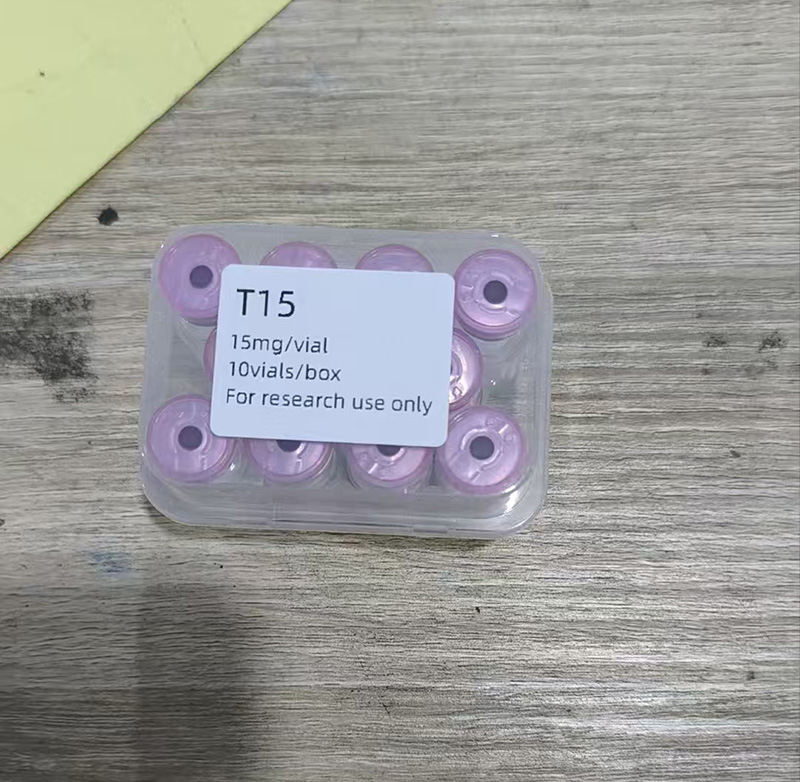 T15
15mg/vial
10vials/box
For research use only